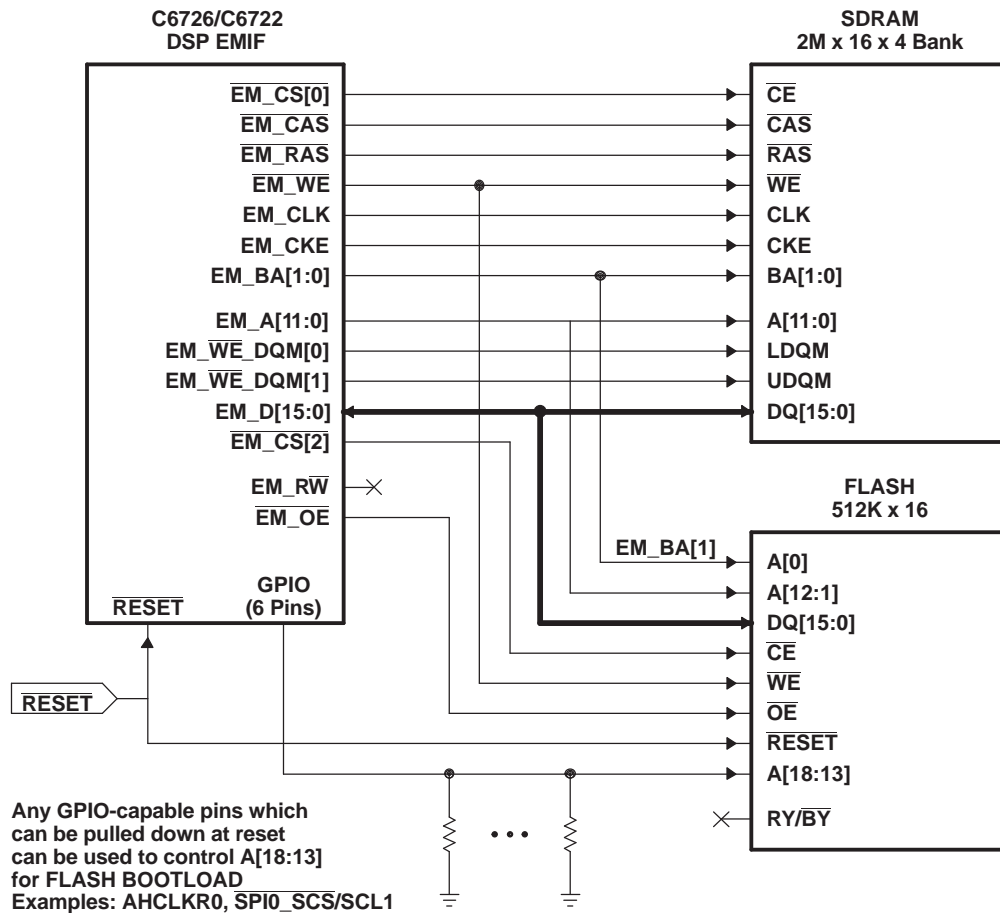 C6726/C6722
DSP EMIF
EM_CS[0]
EM_CAS
EM_RAS
EM_WE
EM_CLK
EM_CKE
EM_BA[1:0]
EM_A[11:0]
EM_WE_DQM[0]
EM_WE_DQM[1]
EM_D[15:0]
EM_CS[2]
EM_RW
EM_OE
GPIO
(6 Pins)
RESET
SDRAM
2M x 16 x 4 Bank
CE
CAS
RAS
WE
CLK
CKE
BA[1:0]
A[11:0]
LDQM
UDQM
DQ[15:0]
FLASH
512K x 16
EM_BA[1]
A[0]
A[12:1]
DQ[15:0]
CE
WE
OE
RESET
A[18:13]
RY/BY
RESET
Any GPIO-capable pins which
can be pulled down at reset
can be used to control A[18:13]
for FLASH BOOTLOAD
Examples: AHCLKR0, SPI0_SCS/SCL1